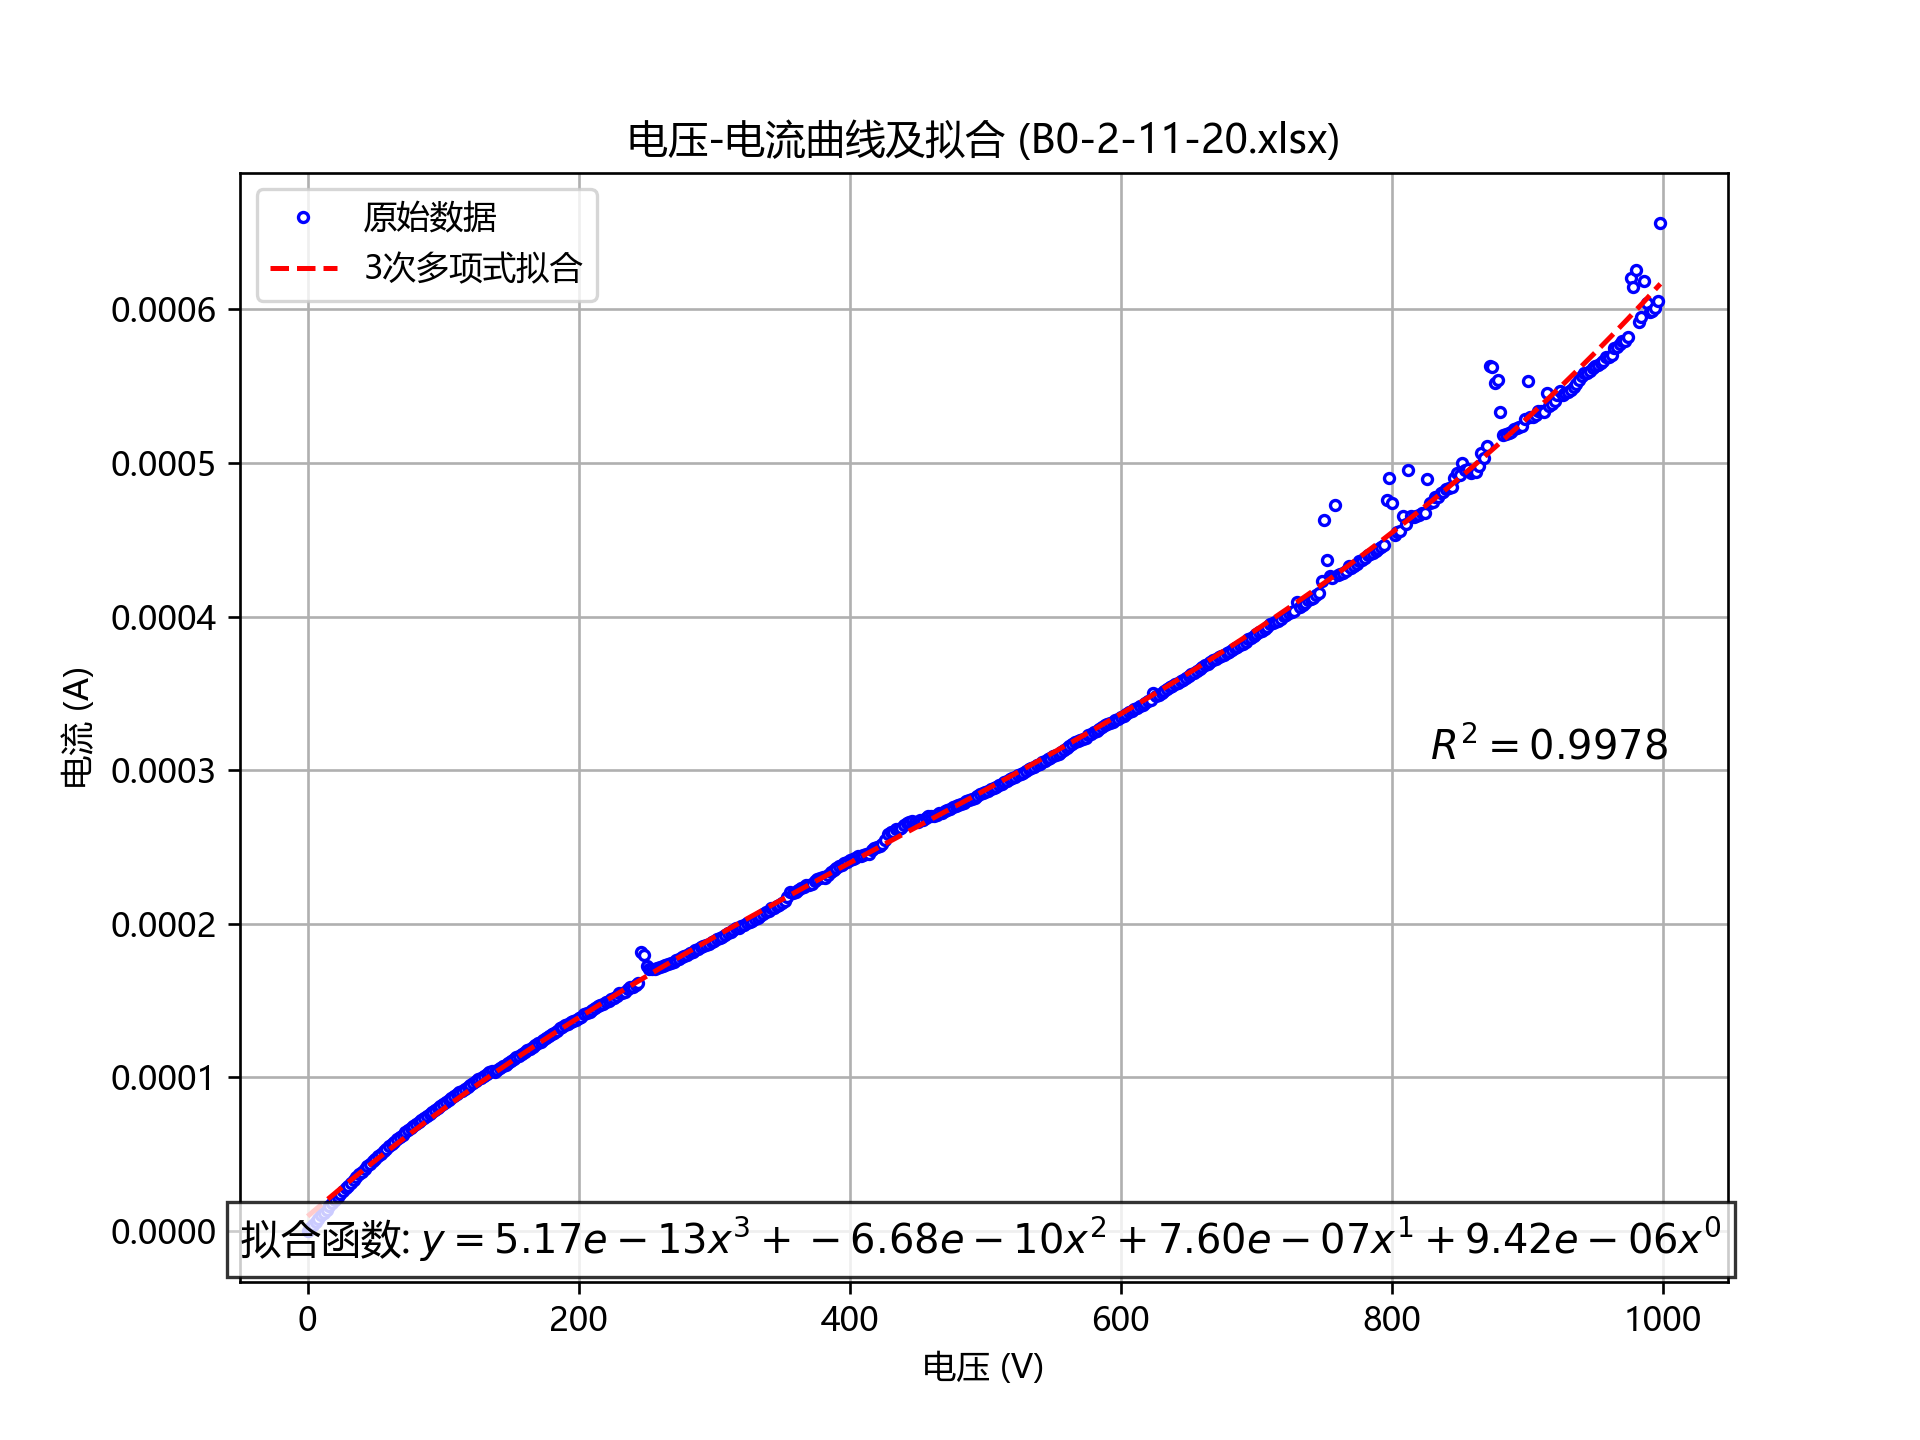 电压-电流曲线及拟合 (B0-2-11-20.xlsx)
原始数据
3次多项式拟合
0.0006
0.0005
0.0004
0.0003
0.0002
0.0001
0.0000
电流 (A)
R² = 0.9978
拟合函数: y = 5.17e − 13x³ + −6.68e − 10x² + 7.60e − 07x¹ + 9.42e − 06x⁰
0 200 400 600 800 1000
电压 (V)